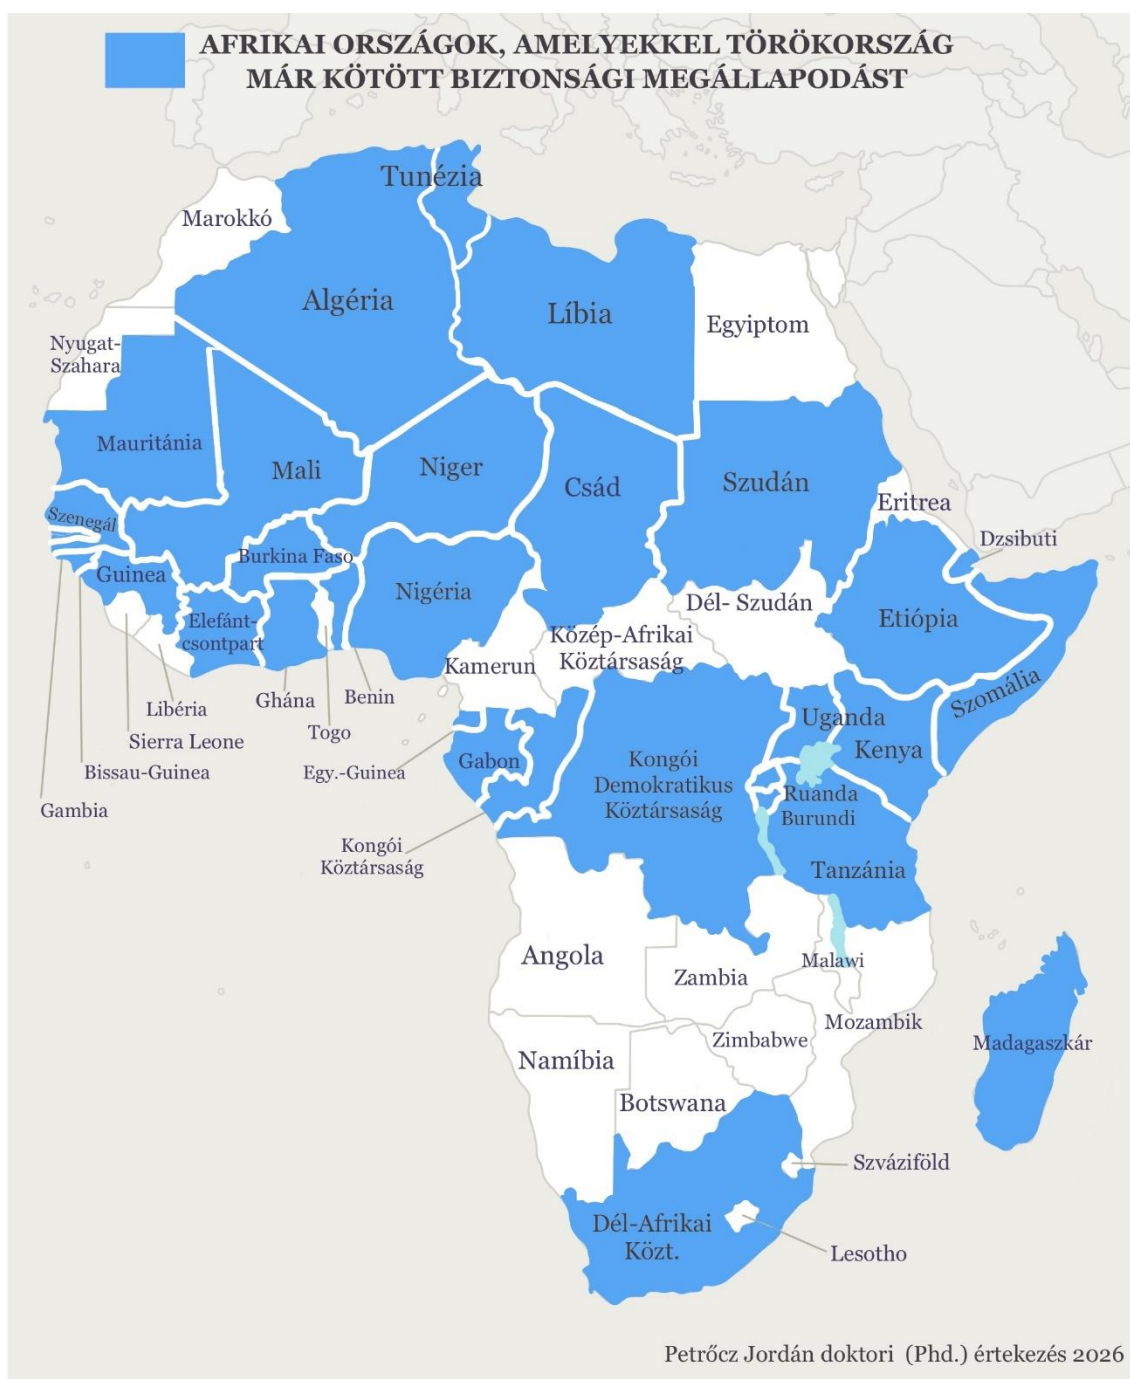 AFRIKAI ORSZÁGOK, AMELYEKKEL TÖRÖKORSZÁG
MÁR KÖTÖTT BIZTONSÁGI MEGÁLLAPODÁST
Tunézia
Marokkó
Algéria
Líbia
Egyiptom
Nyugat-
Szahara
Mauritánia
Mali
Niger
Csád
Szudán
Eritrea
Szenegál
Dzsibuti
Burkina Faso
Guinea
Nigéria
Dél- Szudán
Etiópia
Elefánt-
csontpart
Közép-Afrikai
Köztársaság
Kamerun
Szomália
Ghána
Benin
Libéria
Togo
Sierra Leone
Bissau-Guinea
Gambia
Egy.-Guinea
Gabon
Uganda
Kenya
Kongói
Demokratikus
Köztársaság
Ruanda
Burundi
Kongói
Köztársaság
Tanzánia
Angola
Zambia
Malawi
Mozambik
Madagaszkár
Zimbabwe
Namíbia
Botswana
Szváziföld
Dél-Afrikai
Közt.
Lesotho
Petrőcz Jordán doktori (Phd.) értekezés 2026